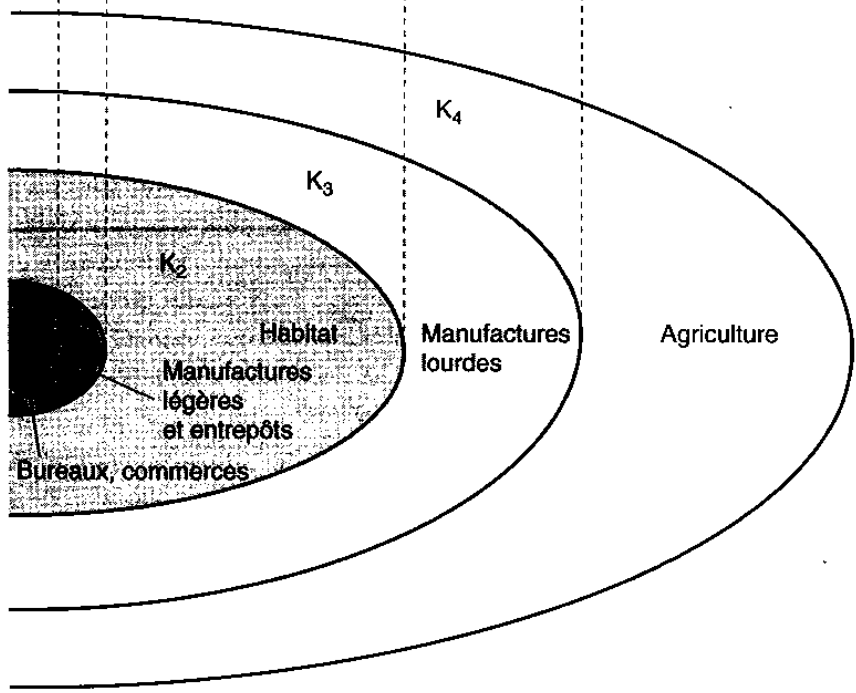 K4
K3
K2
Habitat
Manufactures
lourdes
Agriculture
Manufactures
légères
et entrepôts
Bureaux, commerces